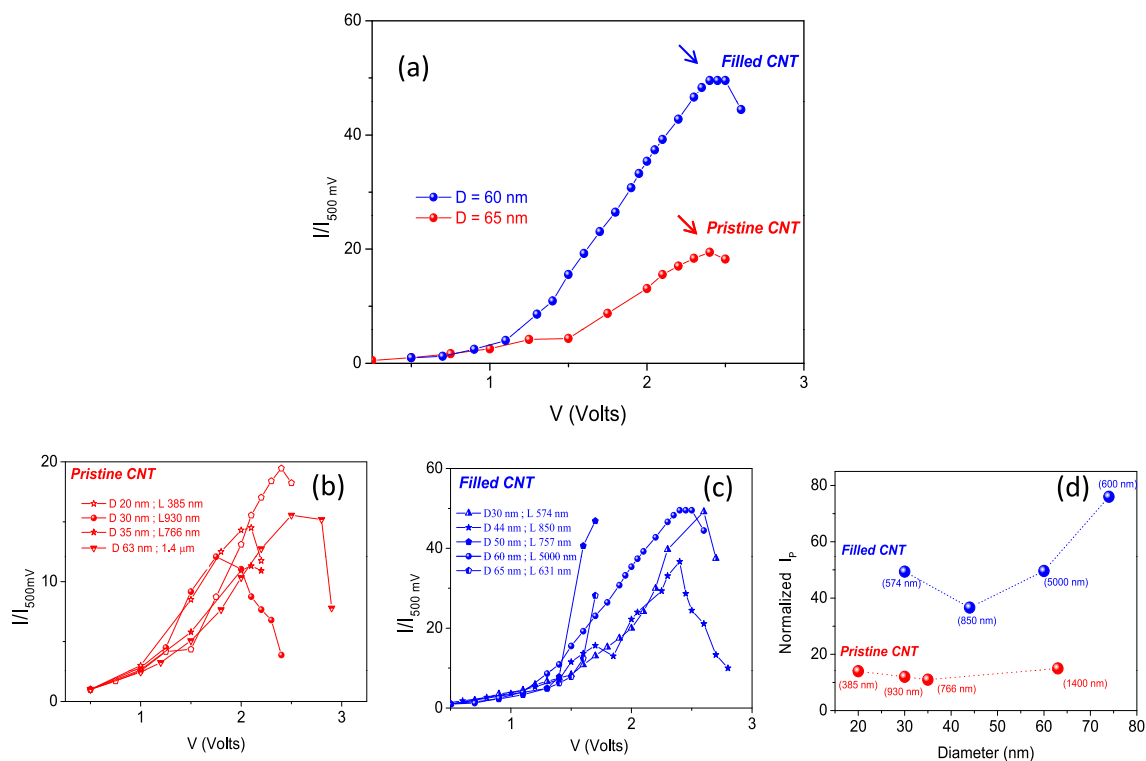 60
40
20
0
1
2
3
I/I500 mV
V (Volts)
(a)
Filled CNT
Pristine CNT
D = 60 nm
D = 65 nm
20
10
0
1
2
3
I/I500mV
V (Volts)
Pristine CNT
(b)
D 20 nm ; L 385 nm
D 30 nm ; L930 nm
D 35 nm ; L766 nm
D 63 nm ; 1.4 μm
60
40
20
0
1
2
3
I/I500 mV
V (Volts)
Filled CNT
(c)
D30 nm ; L 574 nm
D 44 nm ; L 850 nm
D 50 nm ; L 757 nm
D 60 nm ; L 5000 nm
D 65 nm ; L 631 nm
80
60
40
20
0
20
30
40
50
60
70
80
Normalized IP
Diameter (nm)
(d)
(600 nm)
Filled CNT
(574 nm)
(850 nm)
(5000 nm)
Pristine CNT
(385 nm)
(930 nm)
(766 nm)
(1400 nm)